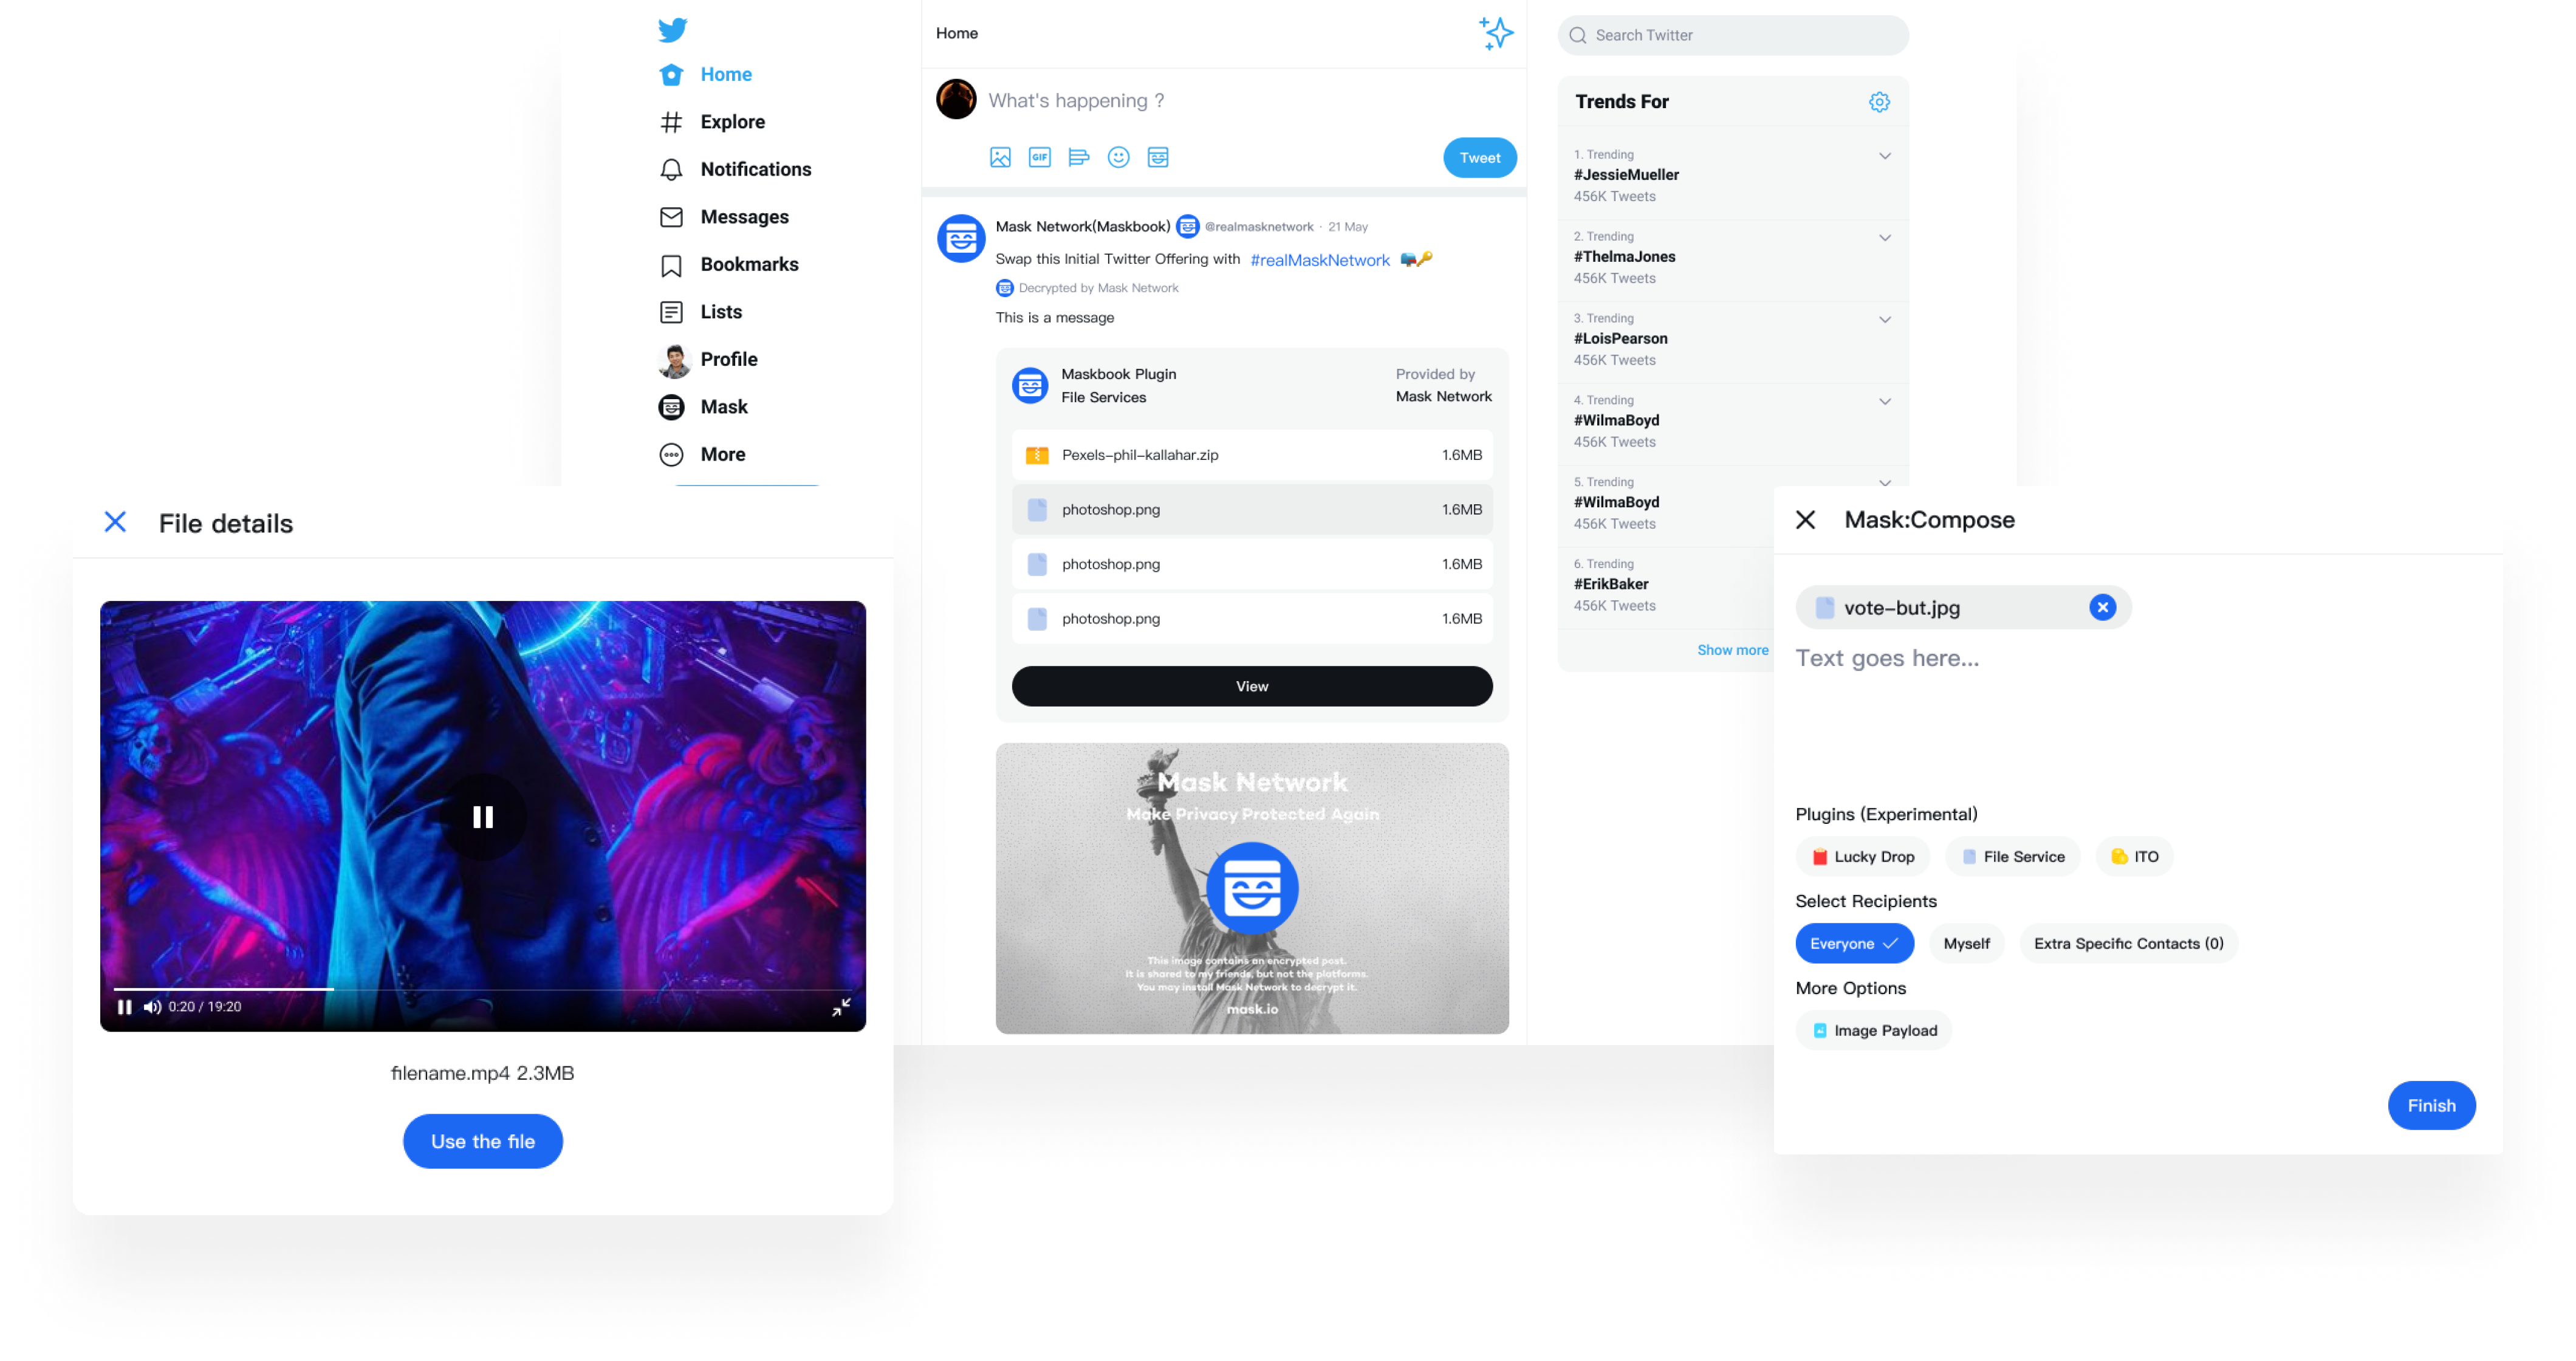 Home
Explore
Notifications
Messages
Bookmarks
Lists
Profile
Mask
More
Home
What's happening ?
GIF
Tweet
Mask Network(Maskbook) @realmasknetwork · 21 May
Swap this Initial Twitter Offering with #realMaskNetwork
Decrypted by Mask Network
This is a message
Maskbook Plugin
File Services
Provided by
Mask Network
Pexels-phil-kallahar.zip 1.6MB
photoshop.png 1.6MB
photoshop.png 1.6MB
photoshop.png 1.6MB
View
Mask Network
Make Privacy Protected Again
This image contains an encrypted post.
It is shared to my friends, but not the platforms.
You may install Mask Network to decrypt it.
mask.io
Search Twitter
Trends For
1. Trending
#JessieMueller
456K Tweets
2. Trending
#ThelmaJones
456K Tweets
3. Trending
#LoisPearson
456K Tweets
4. Trending
#WilmaBoyd
456K Tweets
5. Trending
#WilmaBoyd
456K Tweets
6. Trending
#ErikBaker
456K Tweets
Show more
File details
0:20 / 19:20
filename.mp4 2.3MB
Use the file
Mask:Compose
vote-but.jpg
Text goes here...
Plugins (Experimental)
Lucky Drop File Service ITO
Select Recipients
Everyone Myself Extra Specific Contacts (0)
More Options
Image Payload
Finish